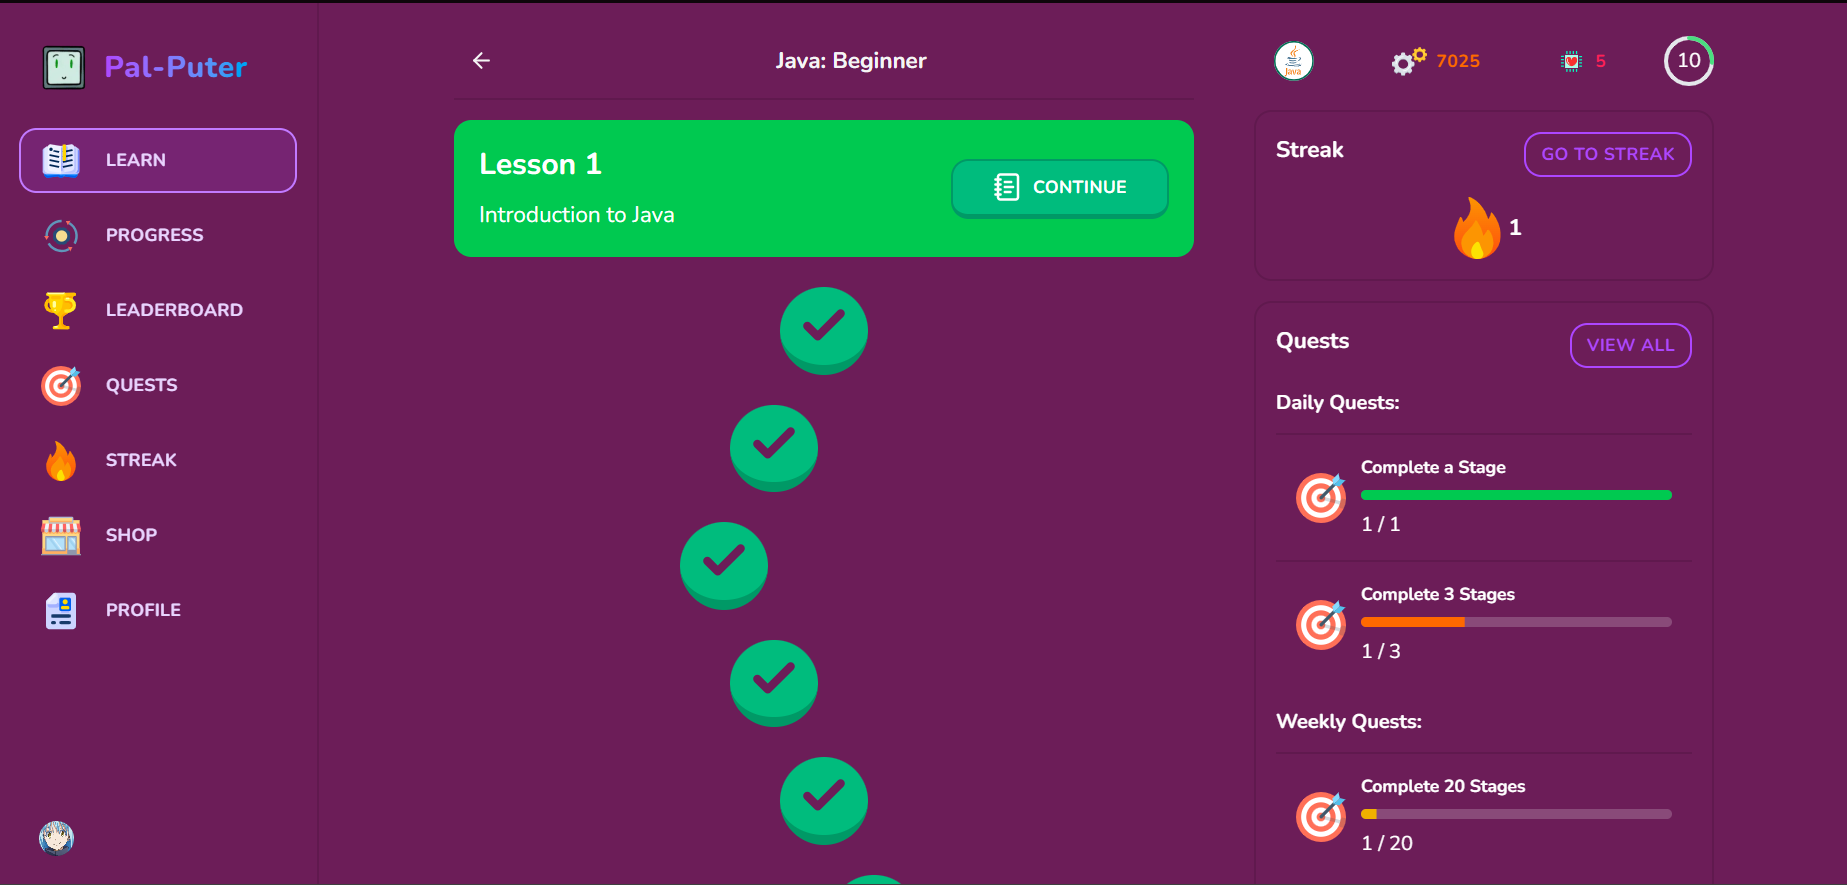 Pal-Puter
LEARN
PROGRESS
LEADERBOARD
QUESTS
STREAK
SHOP
PROFILE
Java: Beginner
Lesson 1
Introduction to Java
CONTINUE
Java
7025
5
10
Streak
GO TO STREAK
1
Quests
VIEW ALL
Daily Quests:
Complete a Stage
1 / 1
Complete 3 Stages
1 / 3
Weekly Quests:
Complete 20 Stages
1 / 20